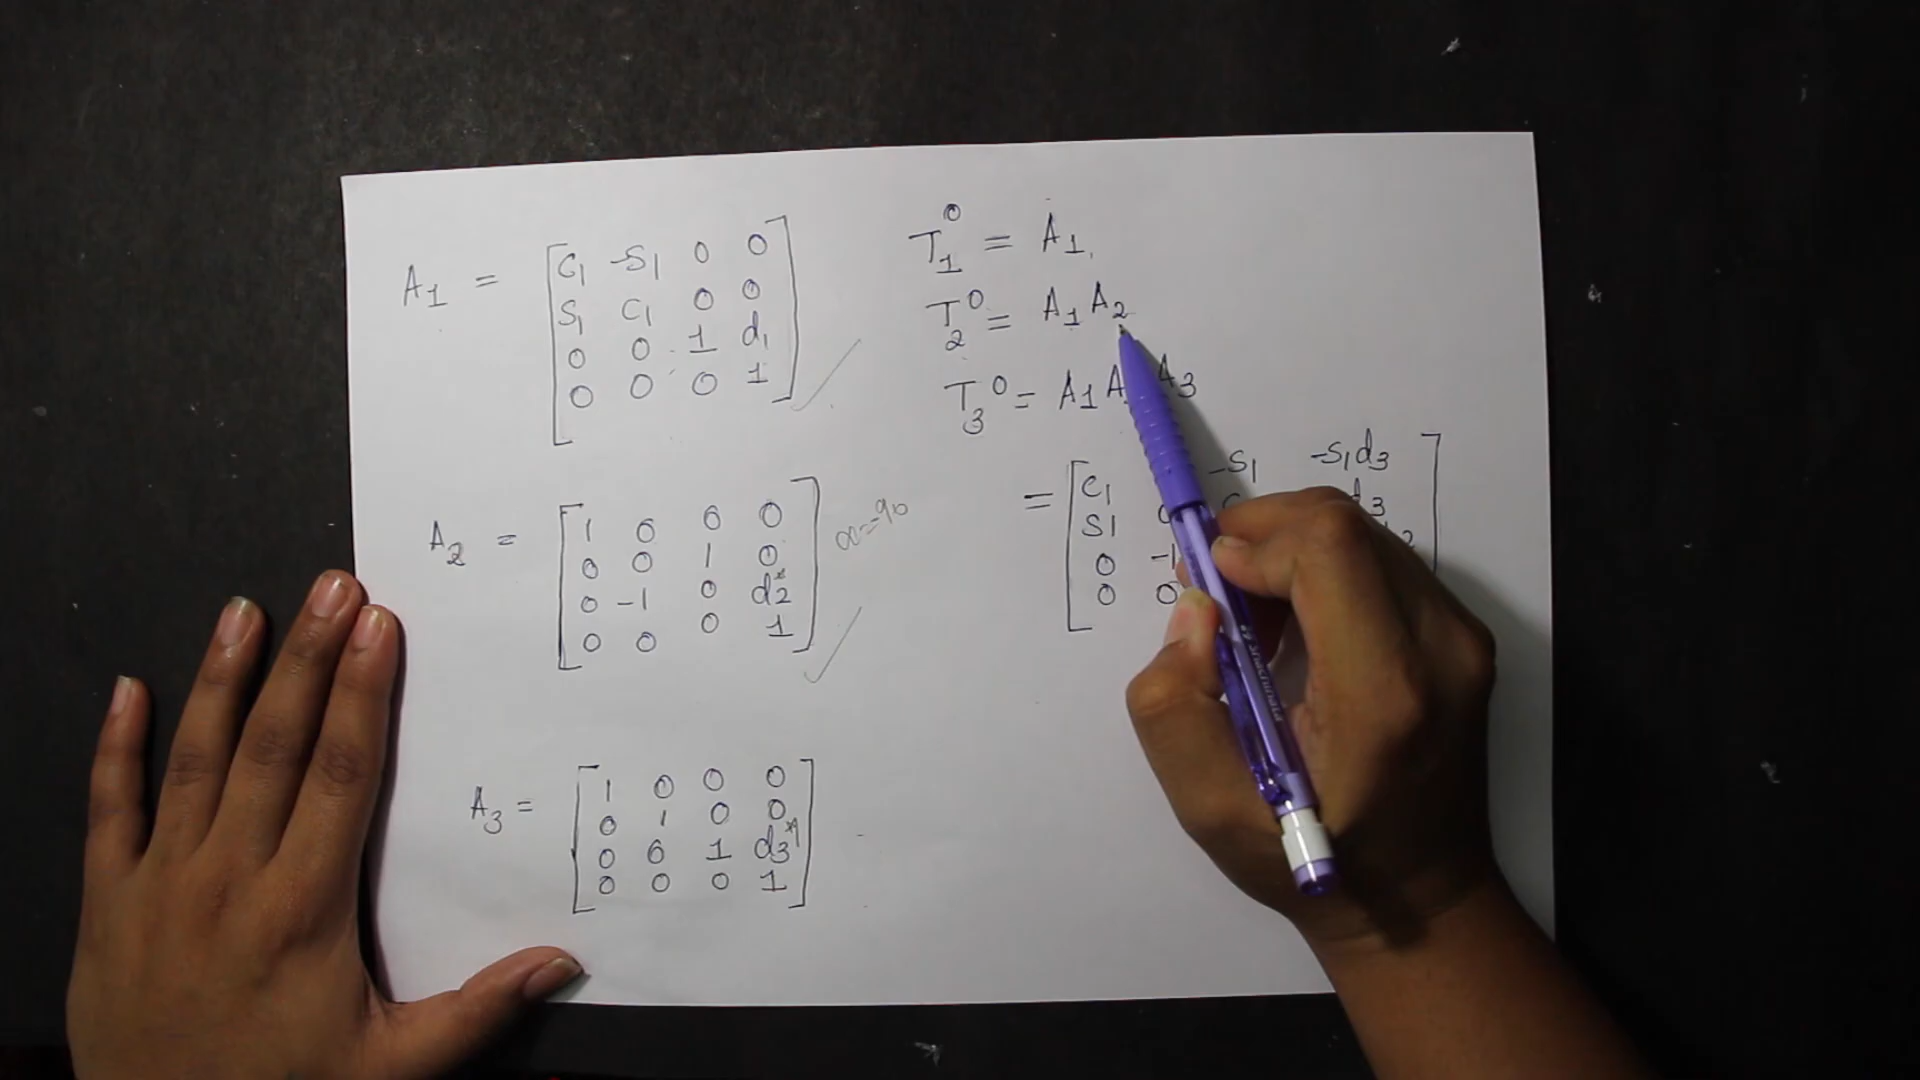 A1 = [C1 -S1 0 0
S1 C1 0 0
0 0 1 d1
0 0 0 1]
A2 = [1 0 0 0
0 0 1 0
0 -1 0 d2*
0 0 0 1]
α=-90
A3 = [1 0 0 0
0 1 0 0
0 0 1 d3*
0 0 0 1]
T1^0 = A1
T2^0 = A1 A2
T3^0 = A1 A A3
= [C1 -S1 -S1d3
S1 d3
0 -1 2
0 0